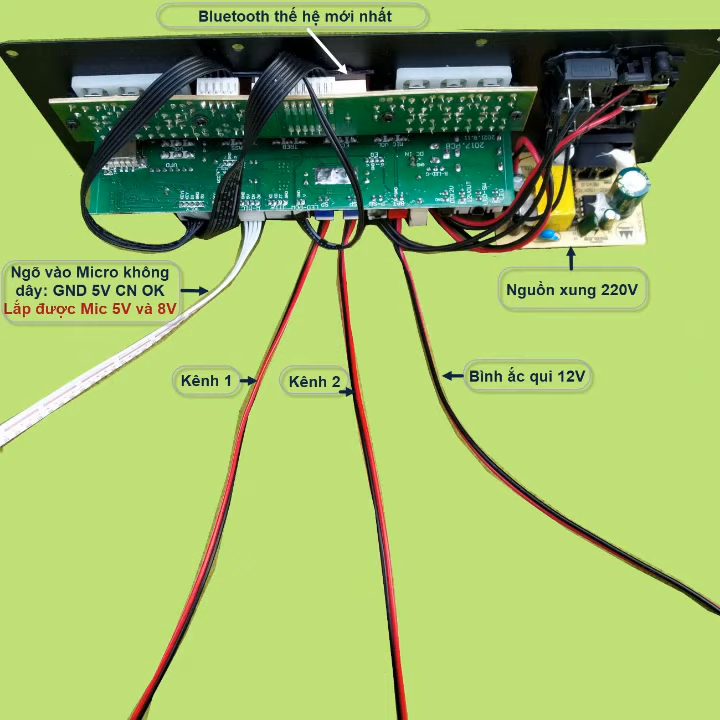 Bluetooth thế hệ mới nhất
Ngõ vào Micro không
dây: GND 5V CN OK
Lắp được Mic 5V và 8V
Nguồn xung 220V
Kênh 1
Kênh 2
Bình ắc qui 12V